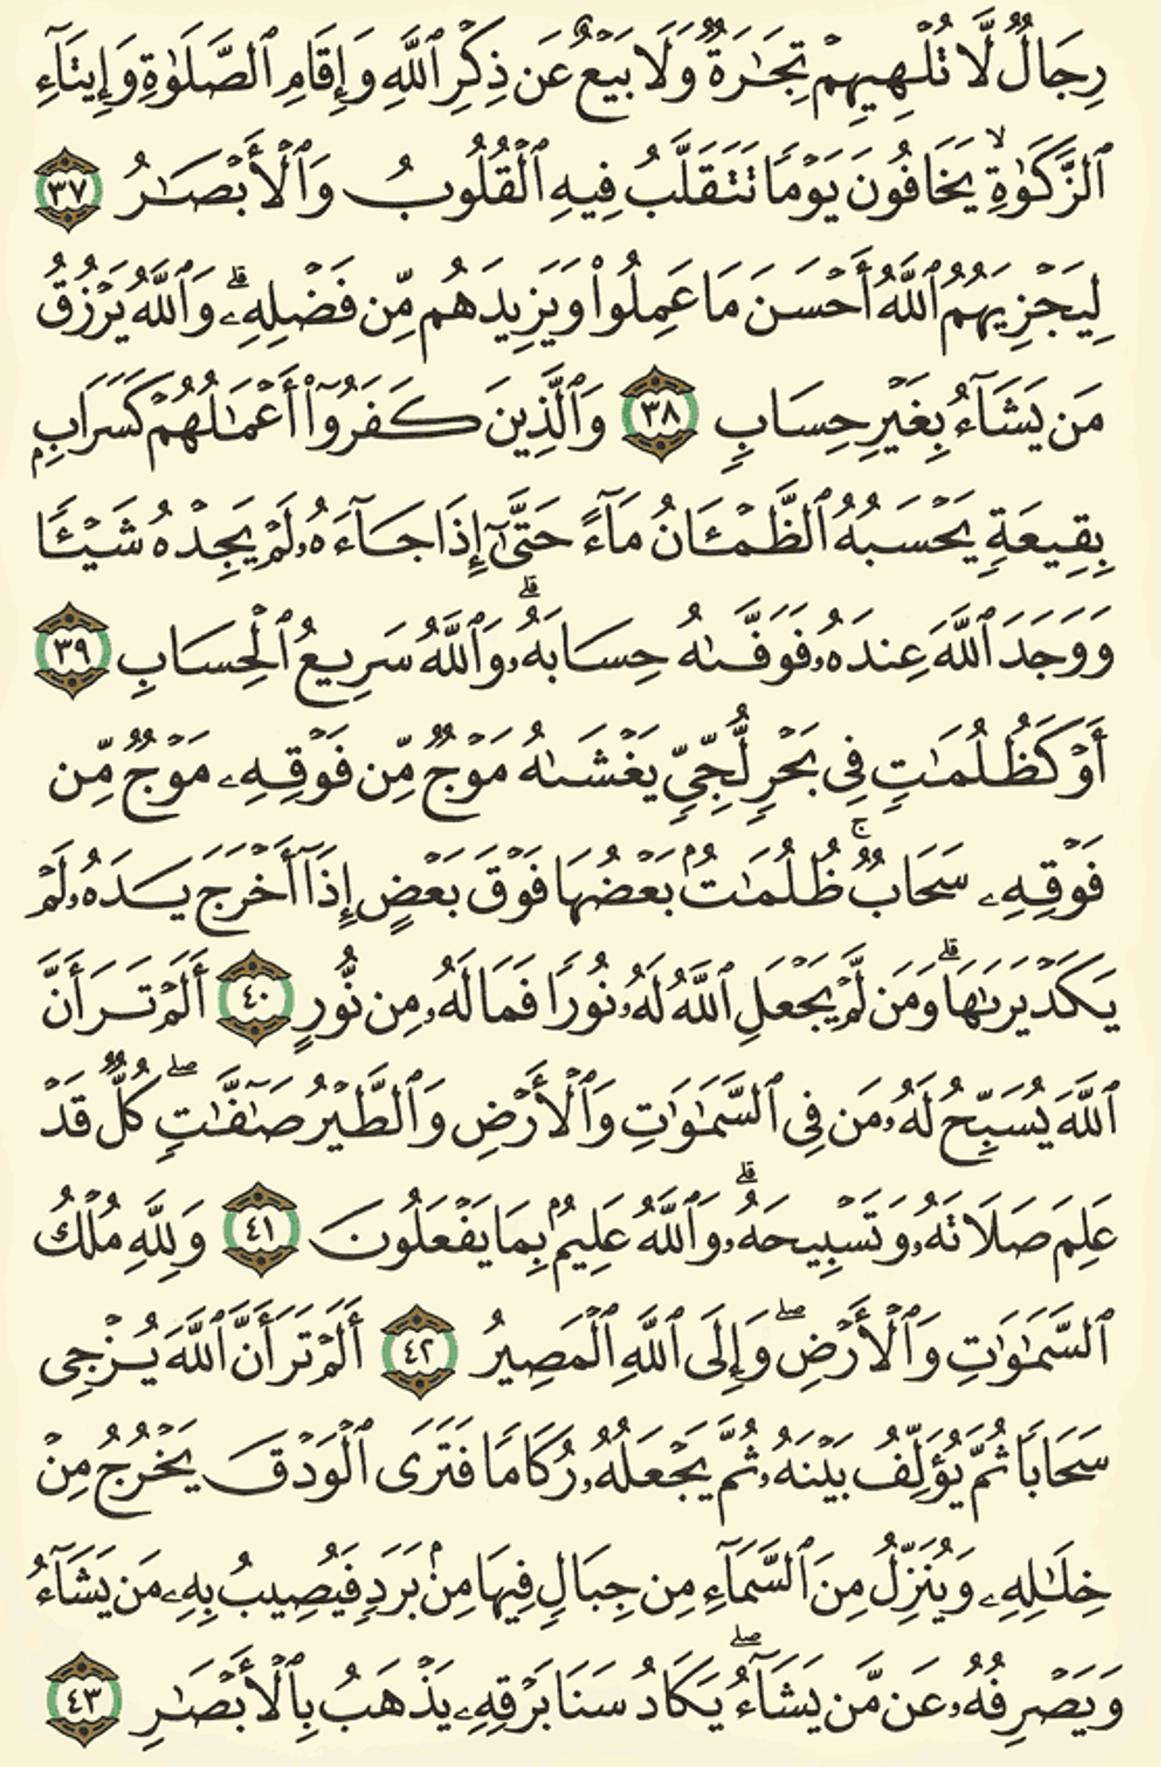 رِجَالٌ لَّا تُلْهِيهِمْ تِجَٰرَةٌ وَلَا بَيْعٌ عَن ذِكْرِ ٱللَّهِ وَإِقَامِ ٱلصَّلَوٰةِ وَإِيتَآءِ
ٱلزَّكَوٰةِ ۙ يَخَافُونَ يَوْمًا تَتَقَلَّبُ فِيهِ ٱلْقُلُوبُ وَٱلْأَبْصَٰرُ ٣٧
لِيَجْزِيَهُمُ ٱللَّهُ أَحْسَنَ مَا عَمِلُوا۟ وَيَزِيدَهُم مِّن فَضْلِهِۦ ۗ وَٱللَّهُ يَرْزُقُ
مَن يَشَآءُ بِغَيْرِ حِسَابٍ ٣٨ وَٱلَّذِينَ كَفَرُوٓا۟ أَعْمَٰلُهُمْ كَسَرَابٍۭ
بِقِيعَةٍ يَحْسَبُهُ ٱلظَّمْـَٔانُ مَآءً حَتَّىٰٓ إِذَا جَآءَهُۥ لَمْ يَجِدْهُ شَيْـًٔا
وَوَجَدَ ٱللَّهَ عِندَهُۥ فَوَفَّىٰهُ حِسَابَهُۥ ۗ وَٱللَّهُ سَرِيعُ ٱلْحِسَابِ ٣٩
أَوْ كَظُلُمَٰتٍ فِى بَحْرٍ لُّجِّىٍّ يَغْشَىٰهُ مَوْجٌ مِّن فَوْقِهِۦ مَوْجٌ مِّن
فَوْقِهِۦ سَحَابٌ ۚ ظُلُمَٰتٌۢ بَعْضُهَا فَوْقَ بَعْضٍ إِذَآ أَخْرَجَ يَدَهُۥ لَمْ
يَكَدْ يَرَىٰهَا ۗ وَمَن لَّمْ يَجْعَلِ ٱللَّهُ لَهُۥ نُورًا فَمَا لَهُۥ مِن نُّورٍ ٤٠ أَلَمْ تَرَ أَنَّ
ٱللَّهَ يُسَبِّحُ لَهُۥ مَن فِى ٱلسَّمَٰوَٰتِ وَٱلْأَرْضِ وَٱلطَّيْرُ صَٰٓفَّٰتٍ ۖ كُلٌّ قَدْ
عَلِمَ صَلَاتَهُۥ وَتَسْبِيحَهُۥ ۗ وَٱللَّهُ عَلِيمٌۢ بِمَا يَفْعَلُونَ ٤١ وَلِلَّهِ مُلْكُ
ٱلسَّمَٰوَٰتِ وَٱلْأَرْضِ ۖ وَإِلَى ٱللَّهِ ٱلْمَصِيرُ ٤٢ أَلَمْ تَرَ أَنَّ ٱللَّهَ يُزْجِى
سَحَابًا ثُمَّ يُؤَلِّفُ بَيْنَهُۥ ثُمَّ يَجْعَلُهُۥ رُكَامًا فَتَرَى ٱلْوَدْقَ يَخْرُجُ مِنْ
خِلَٰلِهِۦ وَيُنَزِّلُ مِنَ ٱلسَّمَآءِ مِن جِبَالٍ فِيهَا مِنۢ بَرَدٍ فَيُصِيبُ بِهِۦ مَن يَشَآءُ
وَيَصْرِفُهُۥ عَن مَّن يَشَآءُ ۖ يَكَادُ سَنَا بَرْقِهِۦ يَذْهَبُ بِٱلْأَبْصَٰرِ ٤٣